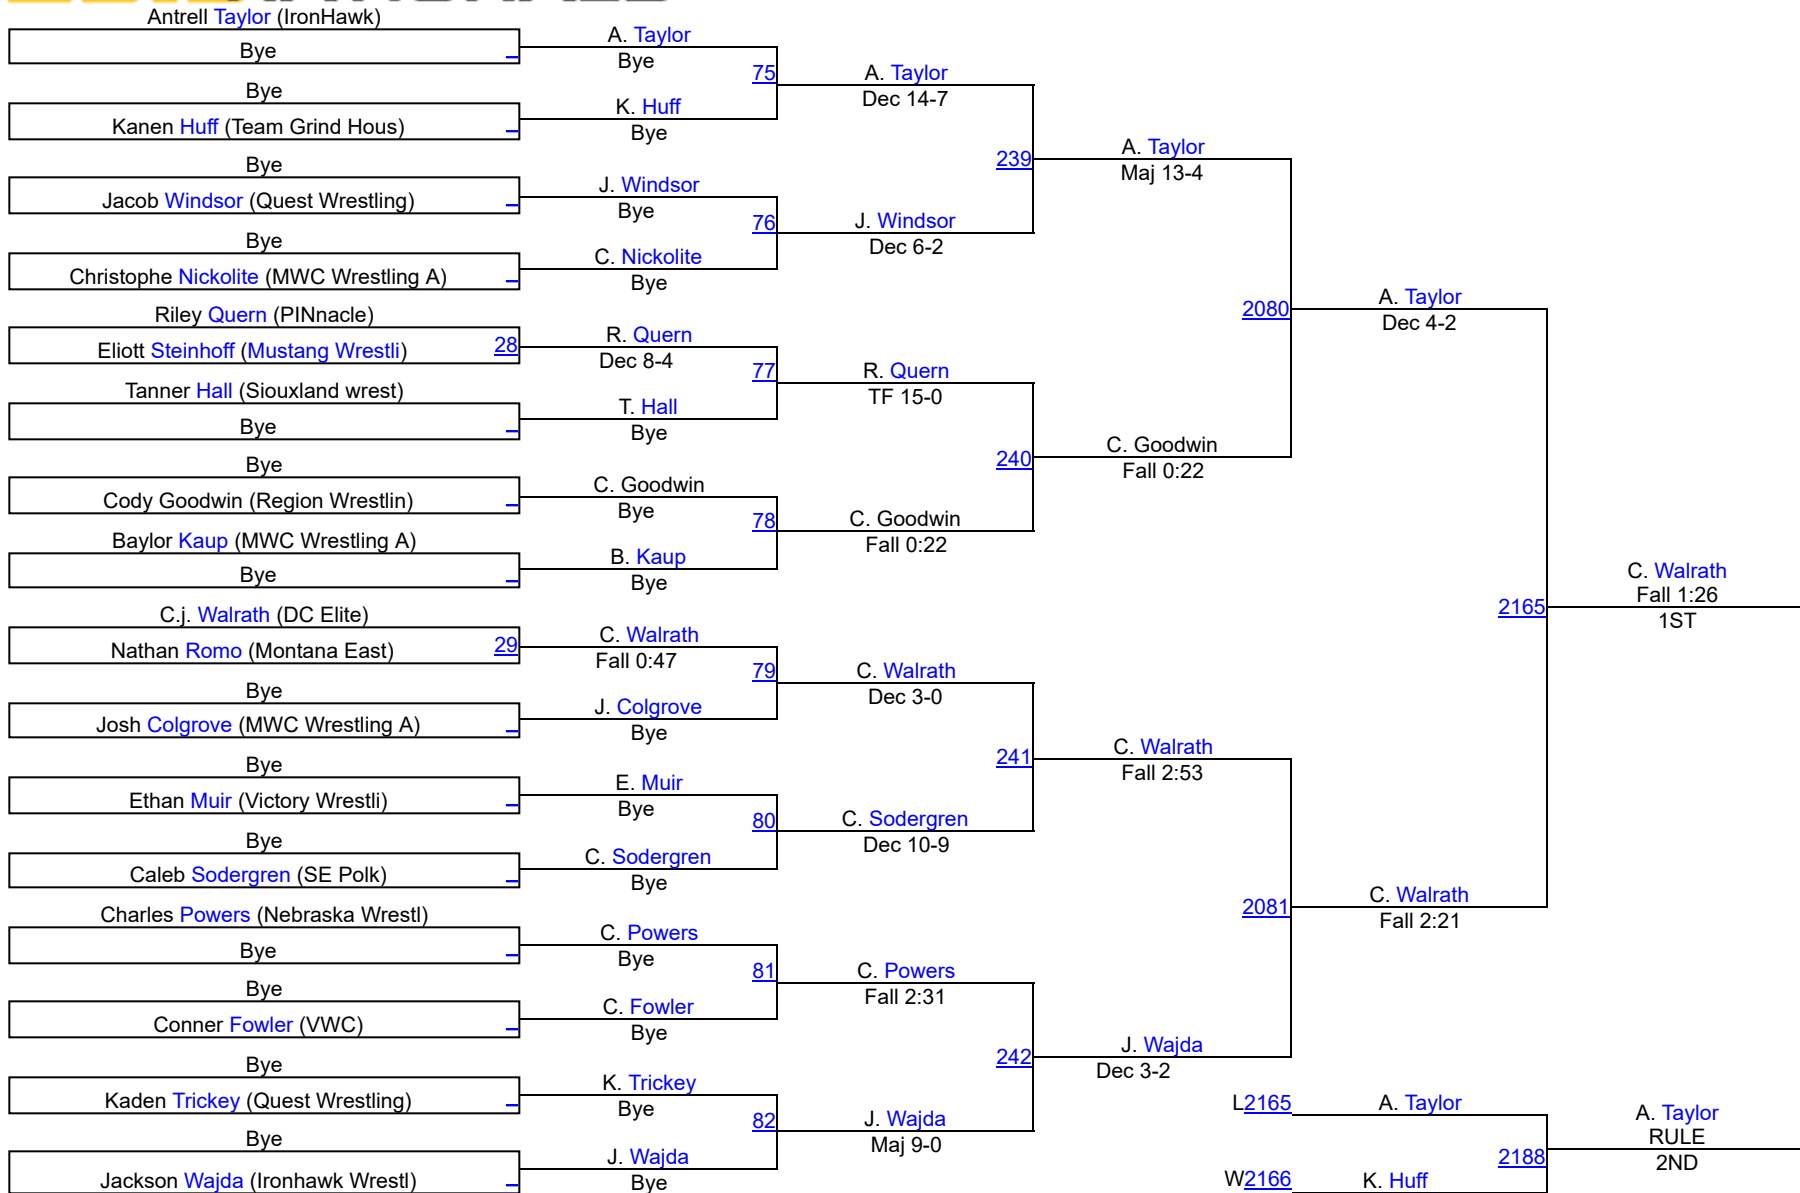 Antrell Taylor (IronHawk)
Bye
Bye
Kanen Huff (Team Grind Hous)
Bye
Jacob Windsor (Quest Wrestling)
Bye
Christophe Nickolite (MWC Wrestling A)
Riley Quern (PINnacle)
Eliott Steinhoff (Mustang Wrestli) 28
Tanner Hall (Siouxland wrest)
Bye
Bye
Cody Goodwin (Region Wrestlin)
Baylor Kaup (MWC Wrestling A)
Bye
C.j. Walrath (DC Elite)
Nathan Romo (Montana East) 29
Bye
Josh Colgrove (MWC Wrestling A)
Bye
Ethan Muir (Victory Wrestli)
Bye
Caleb Sodergren (SE Polk)
Charles Powers (Nebraska Wrestl)
Bye
Bye
Conner Fowler (VWC)
Bye
Kaden Trickey (Quest Wrestling)
Bye
Jackson Wajda (Ironhawk Wrestl)
A. Taylor
Bye
75
K. Huff
Bye
J. Windsor
Bye
76
C. Nickolite
Bye
R. Quern
Dec 8-4
77
T. Hall
Bye
C. Goodwin
Bye
78
B. Kaup
Bye
C. Walrath
Fall 0:47
79
J. Colgrove
Bye
E. Muir
Bye
80
C. Sodergren
Bye
C. Powers
Bye
81
C. Fowler
Bye
K. Trickey
Bye
82
J. Wajda
Bye
A. Taylor
Dec 14-7
239
J. Windsor
Dec 6-2
R. Quern
TF 15-0
240
C. Goodwin
Fall 0:22
C. Walrath
Dec 3-0
241
C. Sodergren
Dec 10-9
C. Powers
Fall 2:31
242
J. Wajda
Maj 9-0
A. Taylor
Maj 13-4
2080
C. Goodwin
Fall 0:22
C. Walrath
Fall 2:53
2081
J. Wajda
Dec 3-2
A. Taylor
Dec 4-2
2165
C. Walrath
Fall 2:21
C. Walrath
Fall 1:26
1ST
L2165 A. Taylor
2188
W2166 K. Huff
A. Taylor
RULE
2ND